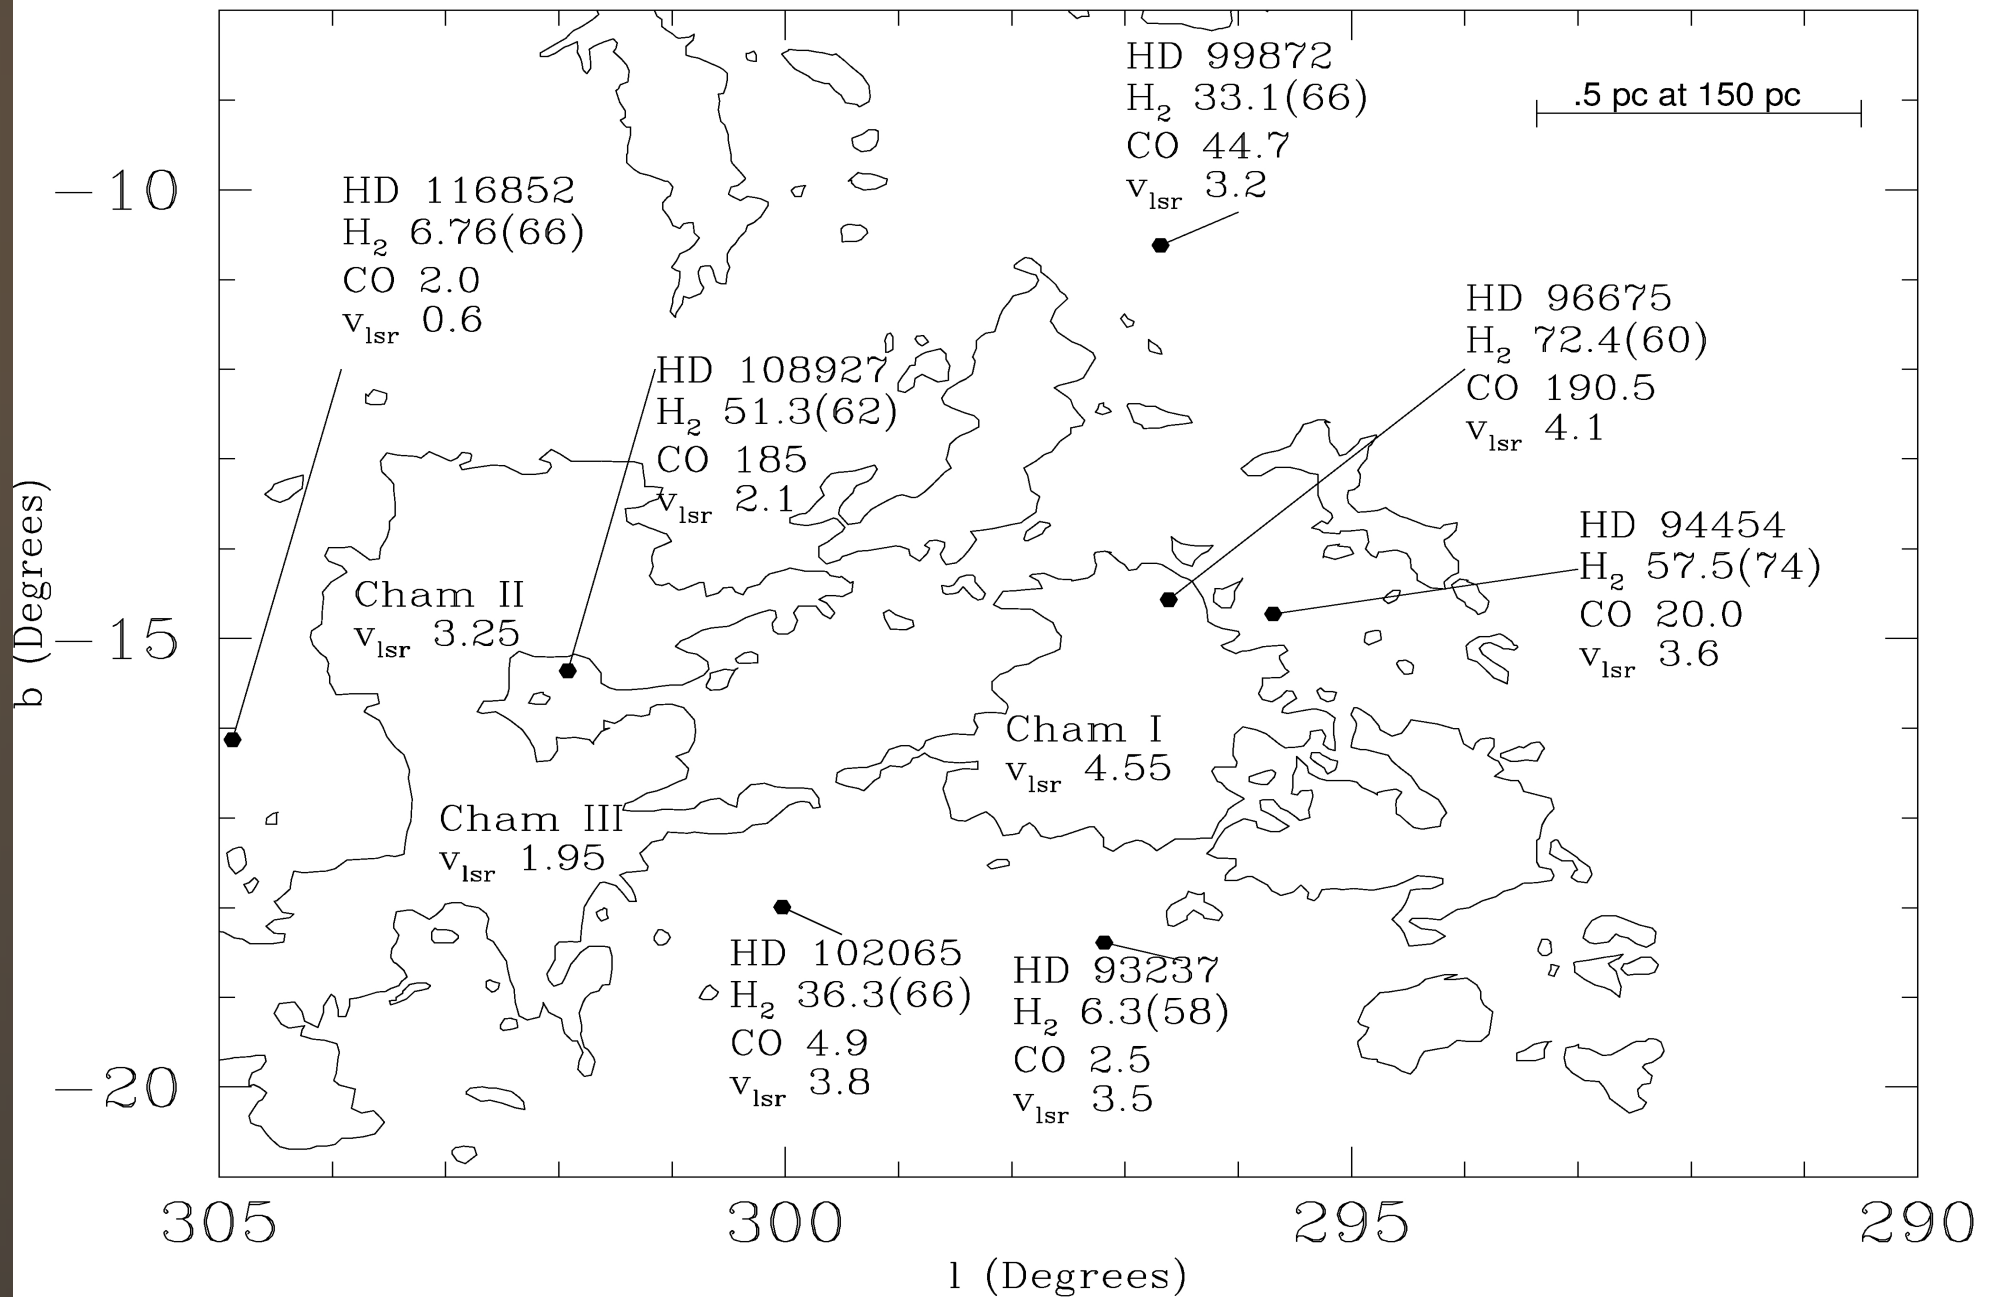 HD 99872
H2 33.1(66)
CO 44.7
vlsr 3.2
.5 pc at 150 pc
HD 116852
H2 6.76(66)
CO 2.0
vlsr 0.6
HD 96675
H2 72.4(60)
CO 190.5
vlsr 4.1
HD 108927
H2 51.3(62)
CO 185
vlsr 2.1
HD 94454
H2 57.5(74)
CO 20.0
vlsr 3.6
Cham II
vlsr 3.25
Cham I
vlsr 4.55
Cham III
vlsr 1.95
HD 102065
H2 36.3(66)
CO 4.9
vlsr 3.8
HD 93237
H2 6.3(58)
CO 2.5
vlsr 3.5
b (Degrees)
−10
−15
−20
305
300
295
290
l (Degrees)